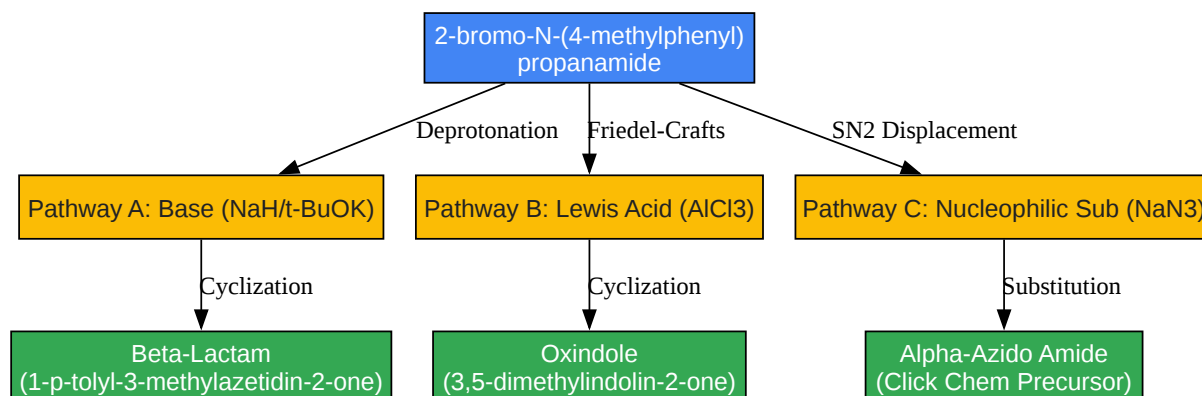 2-bromo-N-(4-methylphenyl)
propanamide
Deprotonation
Friedel-Crafts
SN2 Displacement
Pathway A: Base (NaH/t-BuOK)
Pathway B: Lewis Acid (AlCl3)
Pathway C: Nucleophilic Sub (NaN3)
Cyclization
Cyclization
Substitution
Beta-Lactam
(1-p-tolyl-3-methylazetidin-2-one)
Oxindole
(3,5-dimethylindolin-2-one)
Alpha-Azido Amide
(Click Chem Precursor)